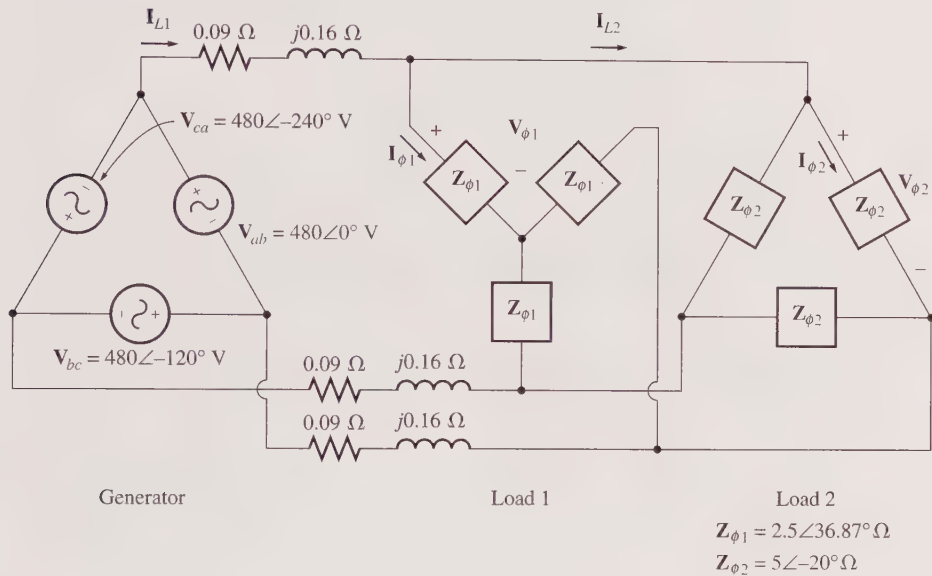 I_L1
0.09 Ω
j0.16 Ω
I_L2
V_ca = 480∠–240° V
V_ϕ1
+
I_ϕ1
–
Z_ϕ1
Z_ϕ1
+
I_ϕ2
Z_ϕ2
Z_ϕ2
V_ϕ2
–
–
+
+
–
V_ab = 480∠0° V
– +
Z_ϕ1
Z_ϕ2
V_bc = 480∠–120° V
0.09 Ω
j0.16 Ω
0.09 Ω
j0.16 Ω
Generator
Load 1
Load 2
Z_ϕ1 = 2.5∠36.87° Ω
Z_ϕ2 = 5∠–20° Ω